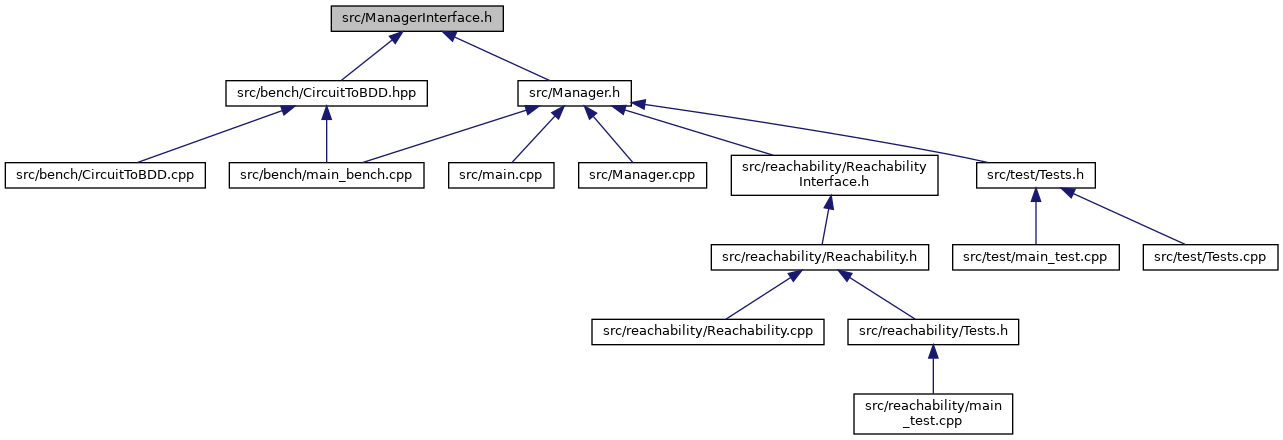 src/ManagerInterface.h
src/bench/CircuitToBDD.hpp
src/Manager.h
src/bench/CircuitToBDD.cpp
src/bench/main_bench.cpp
src/main.cpp
src/Manager.cpp
src/reachability/Reachability
Interface.h
src/test/Tests.h
src/reachability/Reachability.h
src/test/main_test.cpp
src/test/Tests.cpp
src/reachability/Reachability.cpp
src/reachability/Tests.h
src/reachability/main
_test.cpp